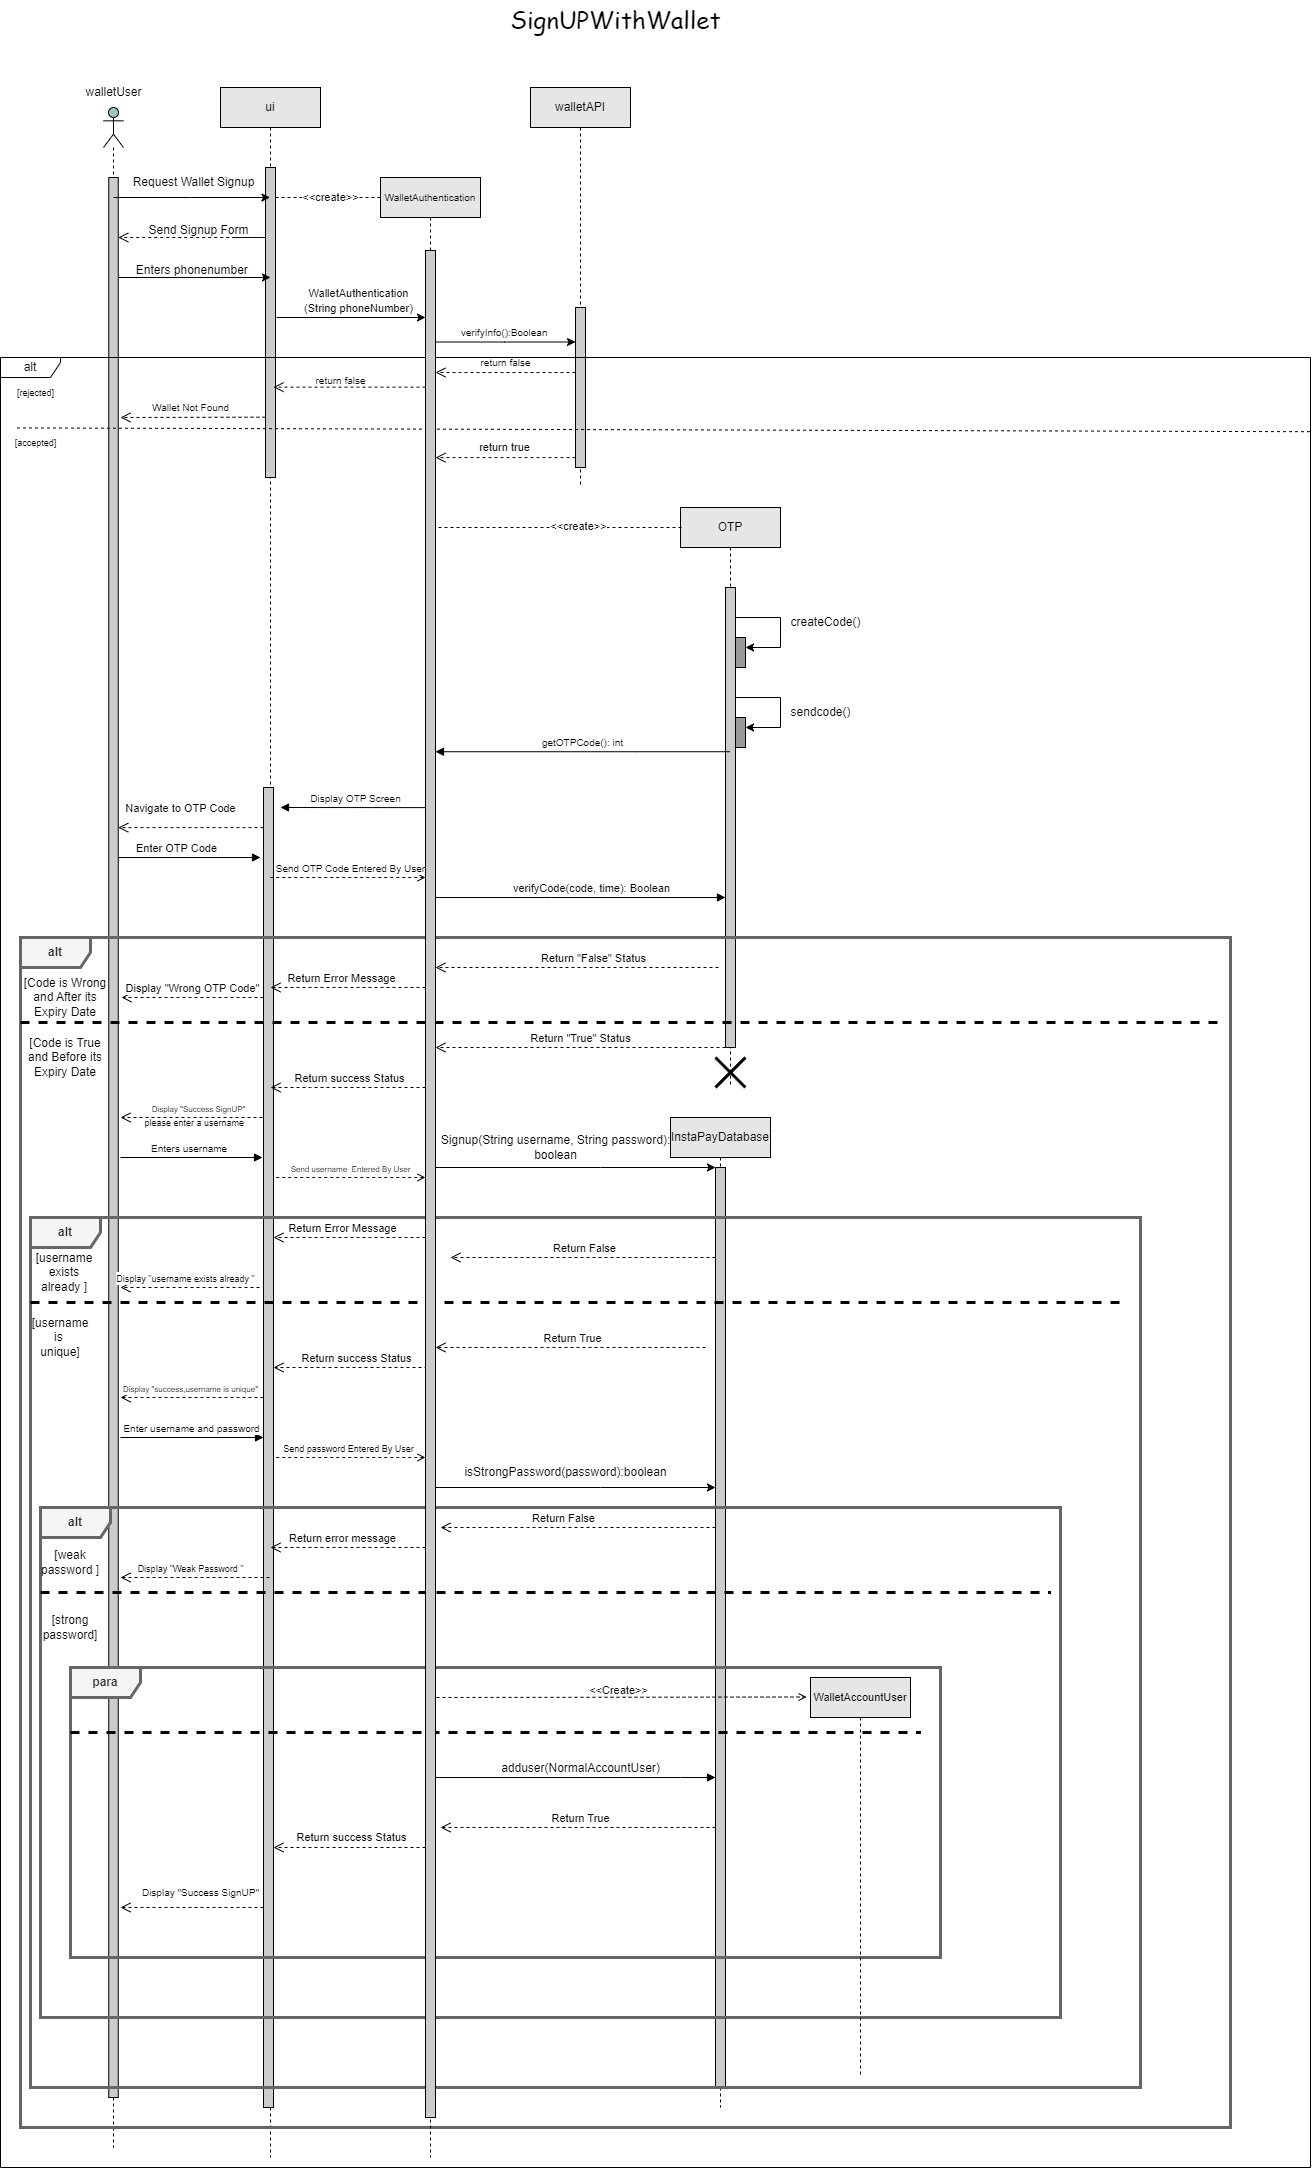 SignUPWithWallet
walletUser
ui
walletAPI
Request Wallet Signup
<<create>>
WalletAuthentication
Send Signup Form
Enters phonenumber
WalletAuthentication
(String phoneNumber)
verifyInfo():Boolean
alt
return false
return false
[rejected]
Wallet Not Found
[accepted]
return true
<<create>>
OTP
createCode()
sendcode()
getOTPCode(): int
Display OTP Screen
Navigate to OTP Code
Enter OTP Code
Send OTP Code Entered By User
verifyCode(code, time): Boolean
alt
Return "False" Status
Return Error Message
[Code is Wrong
and After its
Expiry Date
Display "Wrong OTP Code"
Return "True" Status
[Code is True
and Before its
Expiry Date
Return success Status
Display "Success SignUP"
please enter a username
InstaPayDatabase
Signup(String username, String password):
boolean
Enters username
Send username  Entered By User
alt
Return Error Message
Return False
[username
exists
already ]
Display "username exists already "
[username
is
unique]
Return True
Return success Status
Display "success,username is unique"
Enter username and password
Send password Entered By User
isStrongPassword(password):boolean
alt
Return False
Return error message
[weak
password ]
Display "Weak Password "
[strong
password]
para
<<Create>>
WalletAccountUser
adduser(NormalAccountUser)
Return True
Return success Status
Display "Success SignUP"